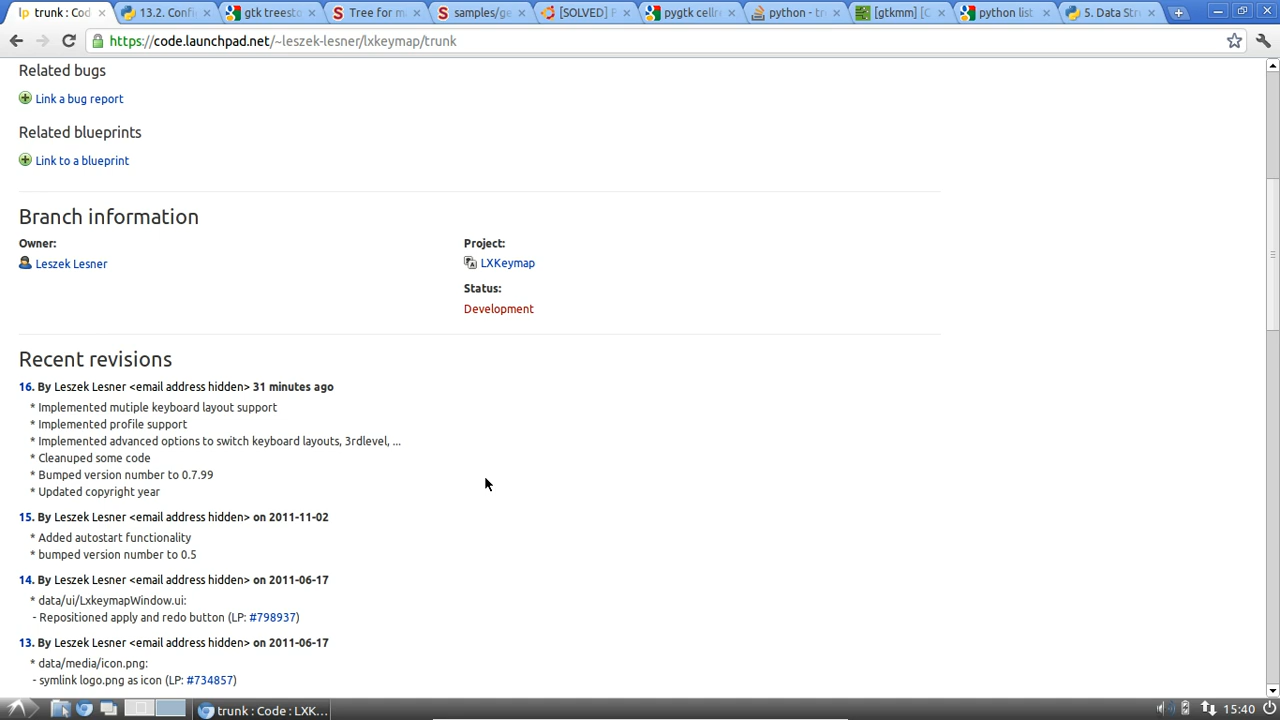 trunk : Cod
13.2. Confi
gtk treesto
Tree for m
samples/ge
[SOLVED] P
pygtk cellre
python - tre
[gtkmm] [C
python list
5. Data Str
https://code.launchpad.net/~leszek-lesner/lxkeymap/trunk
Related bugs
Link a bug report
Related blueprints
Link to a blueprint
Branch information
Owner:
Leszek Lesner
Project:
LXKeymap
Status:
Development
Recent revisions
16. By Leszek Lesner <email address hidden> 31 minutes ago
* Implemented mutiple keyboard layout support
* Implemented profile support
* Implemented advanced options to switch keyboard layouts, 3rdlevel, ...
* Cleanuped some code
* Bumped version number to 0.7.99
* Updated copyright year
15. By Leszek Lesner <email address hidden> on 2011-11-02
* Added autostart functionality
* bumped version number to 0.5
14. By Leszek Lesner <email address hidden> on 2011-06-17
* data/ui/LxkeymapWindow.ui:
- Repositioned apply and redo button (LP: #798937)
13. By Leszek Lesner <email address hidden> on 2011-06-17
* data/media/icon.png:
- symlink logo.png as icon (LP: #734857)
trunk : Code : LXK...
15:40